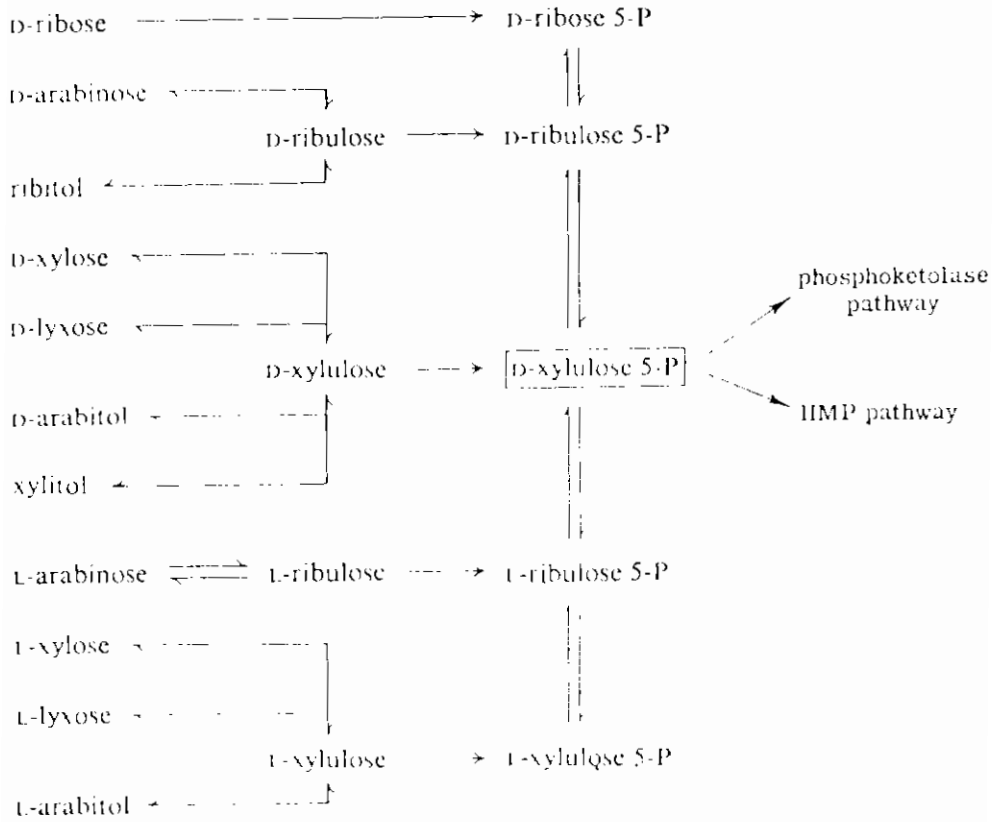 D-ribose D-ribose 5-P
D-arabinose
D-ribulose D-ribulose 5-P
ribitol
D-xylose
phosphoketolase
pathway
D-lyxose
D-xylulose D-xylulose 5-P
D-arabitol HMP pathway
xylitol
L-arabinose L-ribulose L-ribulose 5-P
L-xylose
L-lyxose
L-xylulose L-xylulose 5-P
L-arabitol